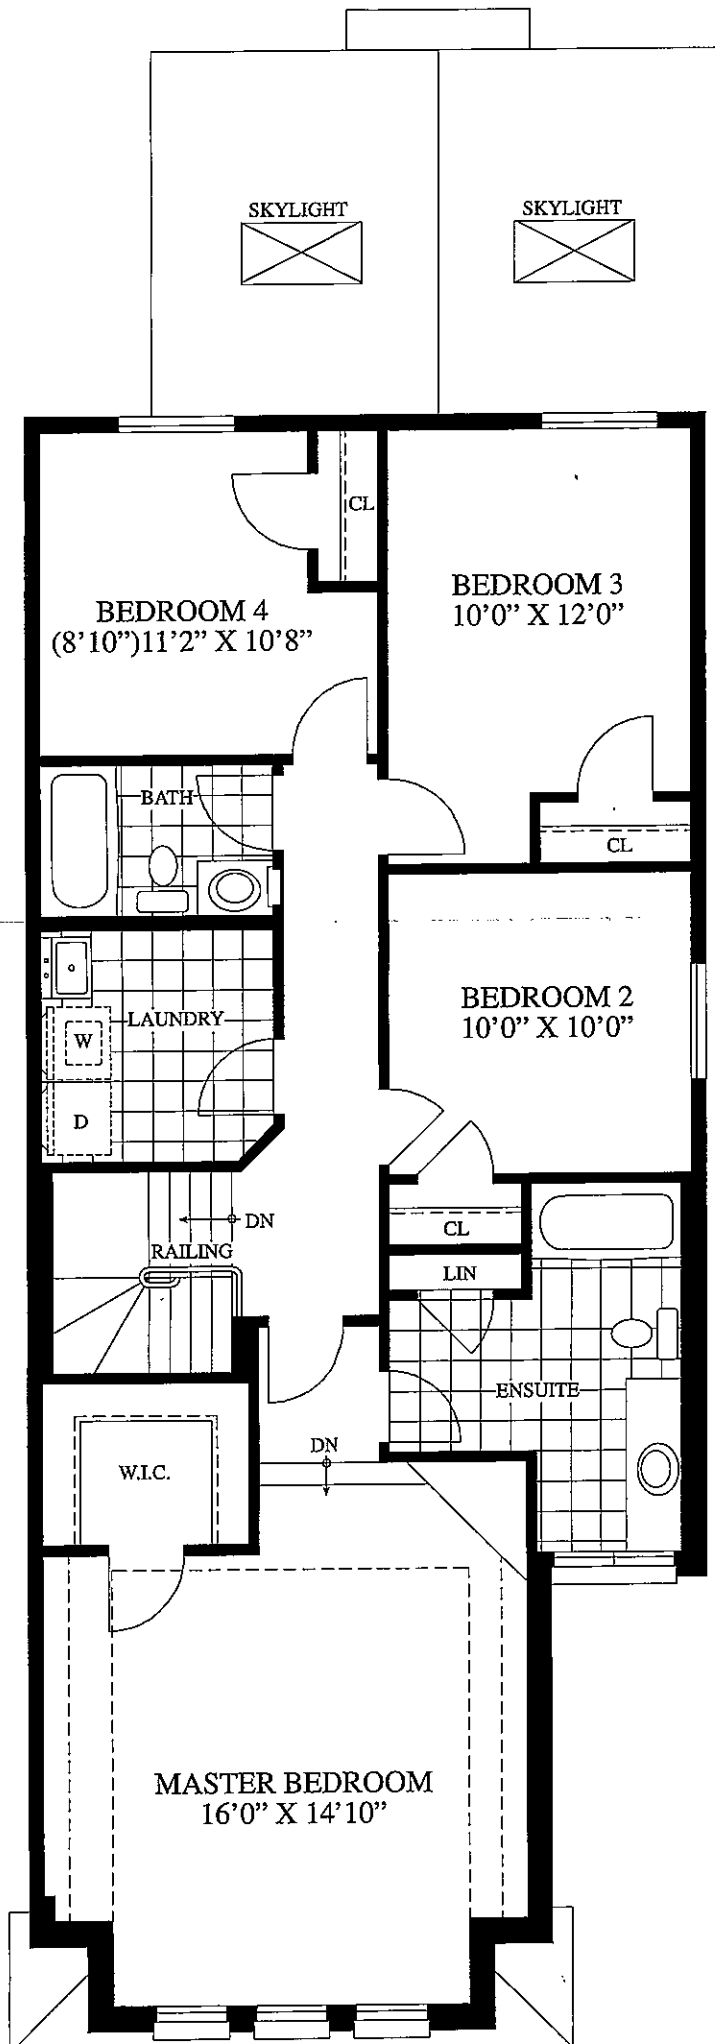 SKYLIGHT
SKYLIGHT
CL
BEDROOM 4
(8’10”)11’2” X 10’8”
BEDROOM 3
10’0” X 12’0”
BATH
CL
LAUNDRY
W
D
BEDROOM 2
10’0” X 10’0”
DN
RAILING
CL
LIN
ENSUITE
DN
W.I.C.
MASTER BEDROOM
16’0” X 14’10”